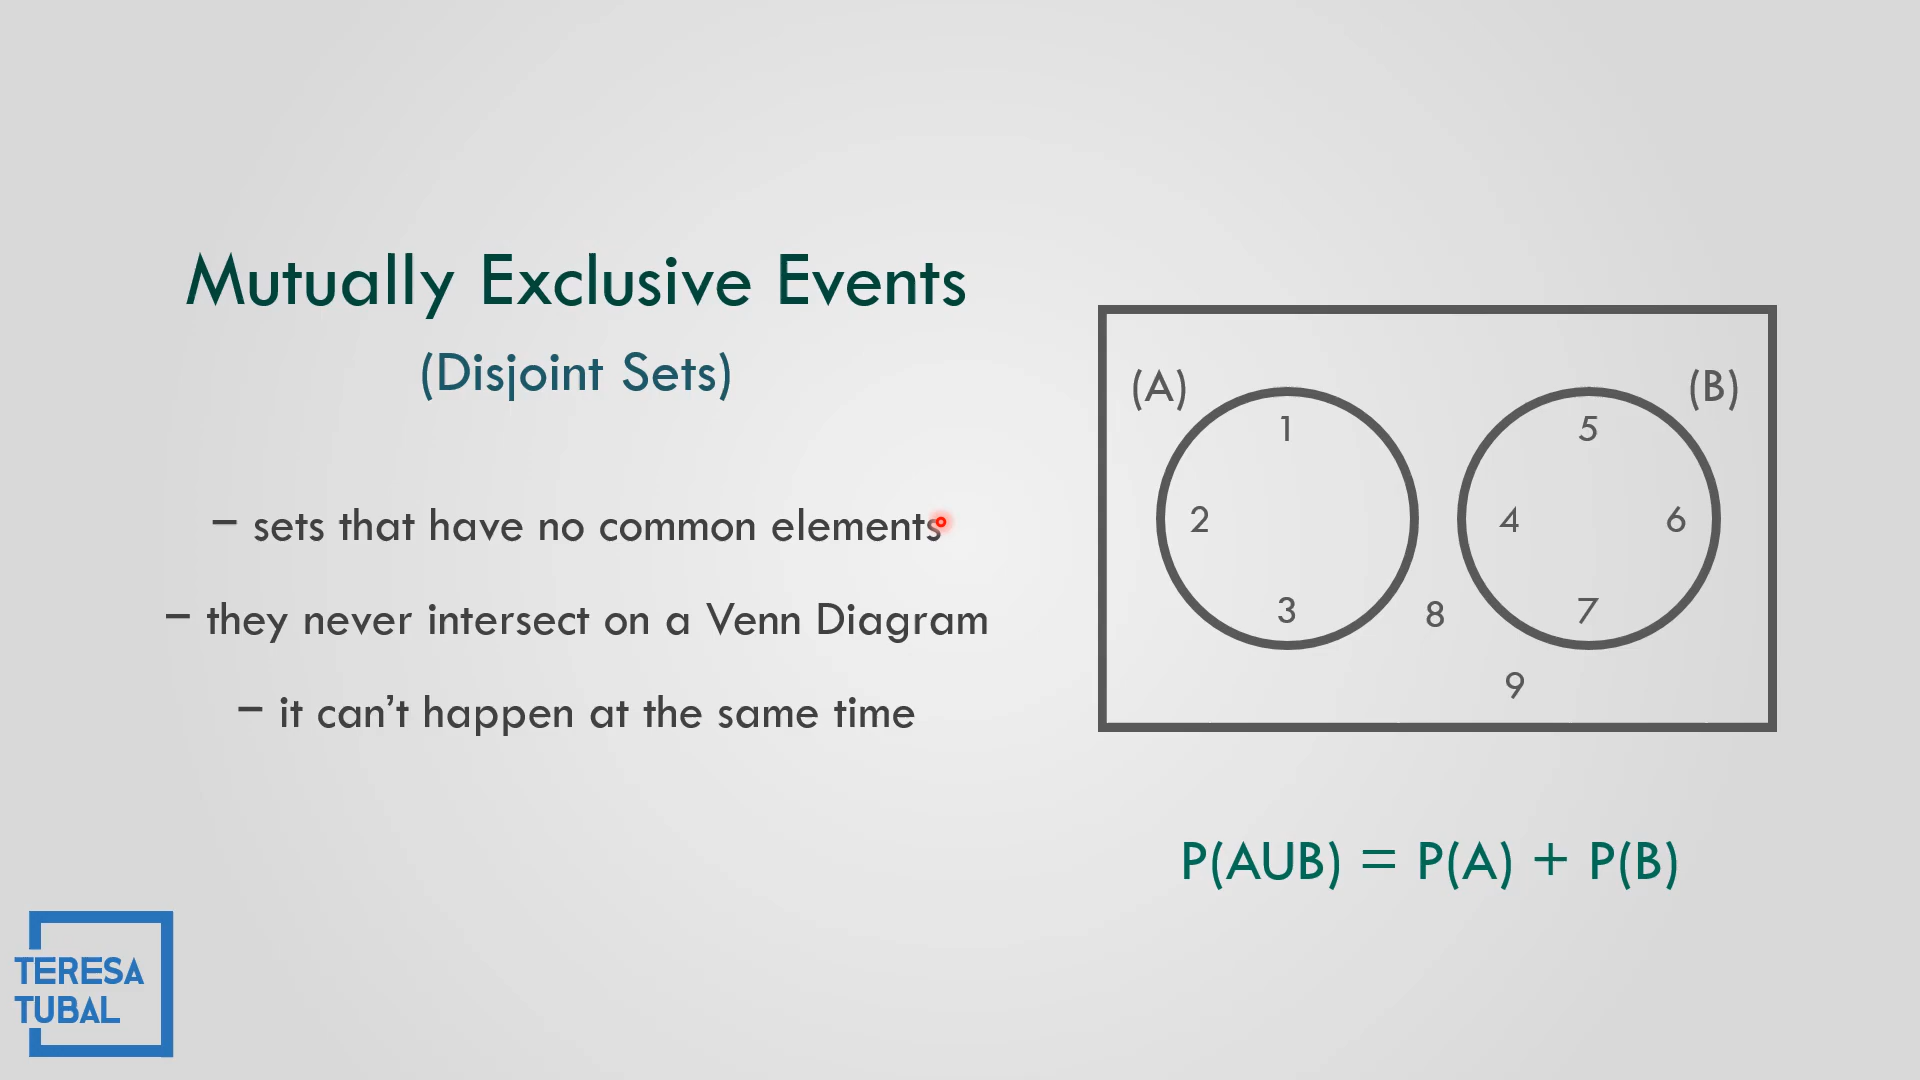 Mutually Exclusive Events
(Disjoint Sets)
– sets that have no common elements
– they never intersect on a Venn Diagram
– it can’t happen at the same time
(A)
(B)
1
5
2
4
6
3
8
7
9
P(AUB) = P(A) + P(B)
TERESA
TUBAL